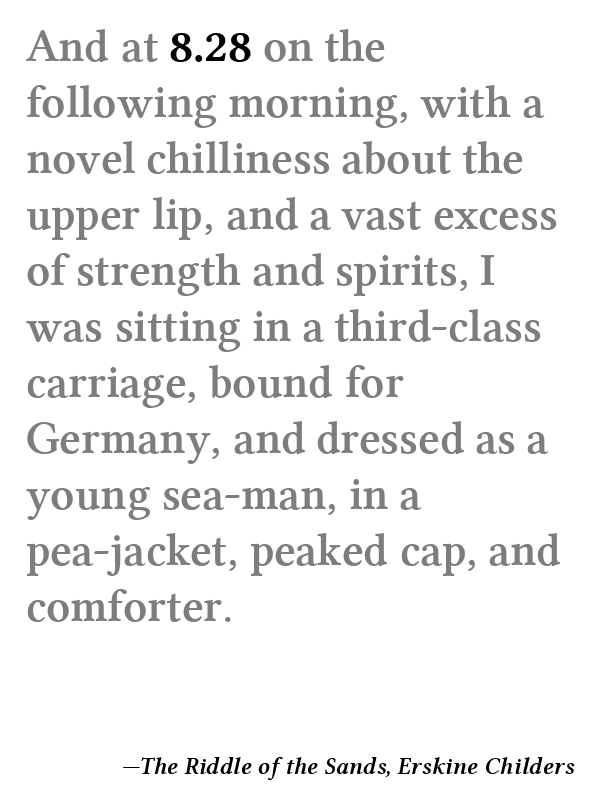 And at 8.28 on the
following morning, with a
novel chilliness about the
upper lip, and a vast excess
of strength and spirits, I
was sitting in a third-class
carriage, bound for
Germany, and dressed as a
young sea-man, in a
pea-jacket, peaked cap, and
comforter.
—The Riddle of the Sands, Erskine Childers